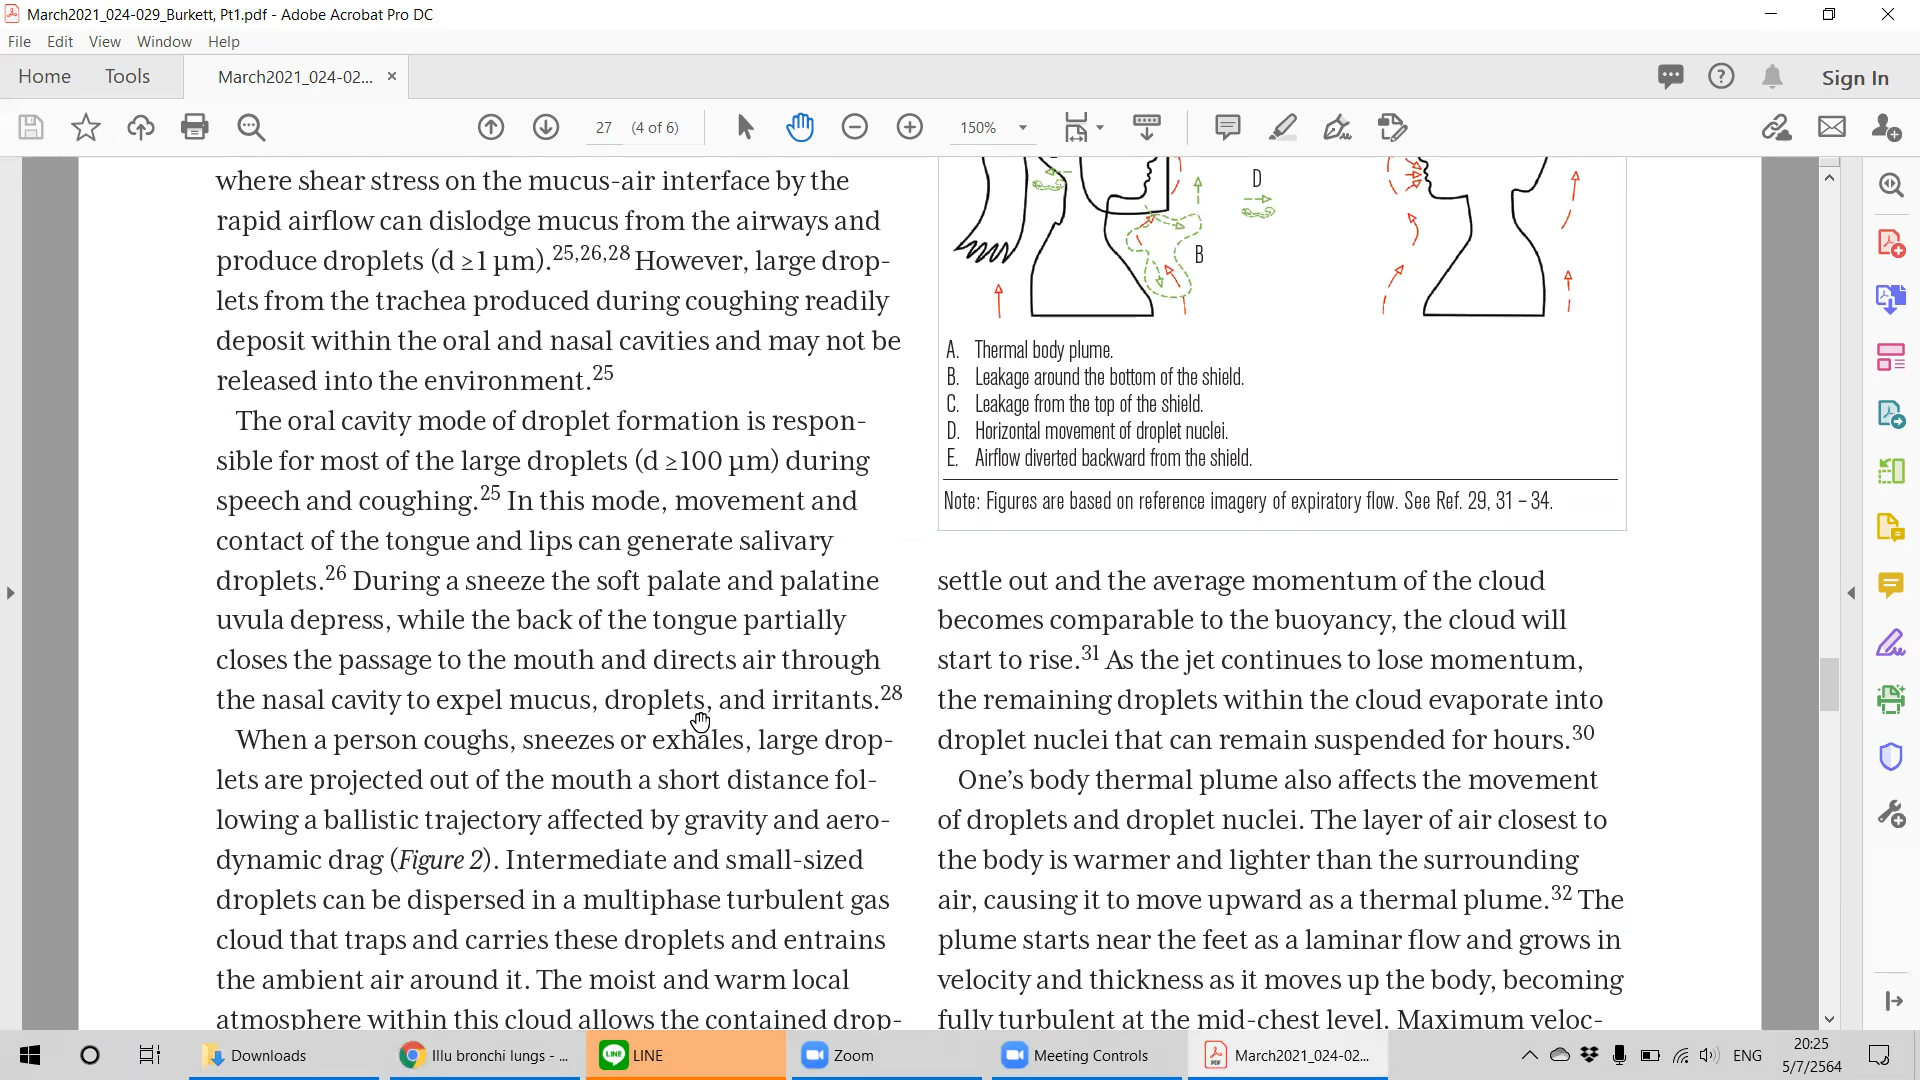 March2021_024-029_Burkett, Pt1.pdf - Adobe Acrobat Pro DC
File Edit View Window Help
Home Tools March2021_024-02... × Sign In
27 (4 of 6) 150%
where shear stress on the mucus-air interface by the
rapid airflow can dislodge mucus from the airways and
produce droplets (d ≥1 µm).25,26,28 However, large drop-
lets from the trachea produced during coughing readily
deposit within the oral and nasal cavities and may not be
released into the environment.25
The oral cavity mode of droplet formation is respon-
sible for most of the large droplets (d ≥100 µm) during
speech and coughing.25 In this mode, movement and
contact of the tongue and lips can generate salivary
droplets.26 During a sneeze the soft palate and palatine
uvula depress, while the back of the tongue partially
closes the passage to the mouth and directs air through
the nasal cavity to expel mucus, droplets, and irritants.28
When a person coughs, sneezes or exhales, large drop-
lets are projected out of the mouth a short distance fol-
lowing a ballistic trajectory affected by gravity and aero-
dynamic drag (Figure 2). Intermediate and small-sized
droplets can be dispersed in a multiphase turbulent gas
cloud that traps and carries these droplets and entrains
the ambient air around it. The moist and warm local
atmosphere within this cloud allows the contained drop-
D
B
A. Thermal body plume.
B. Leakage around the bottom of the shield.
C. Leakage from the top of the shield.
D. Horizontal movement of droplet nuclei.
E. Airflow diverted backward from the shield.
Note: Figures are based on reference imagery of expiratory flow. See Ref. 29, 31 – 34.
settle out and the average momentum of the cloud
becomes comparable to the buoyancy, the cloud will
start to rise.31 As the jet continues to lose momentum,
the remaining droplets within the cloud evaporate into
droplet nuclei that can remain suspended for hours.30
One’s body thermal plume also affects the movement
of droplets and droplet nuclei. The layer of air closest to
the body is warmer and lighter than the surrounding
air, causing it to move upward as a thermal plume.32 The
plume starts near the feet as a laminar flow and grows in
velocity and thickness as it moves up the body, becoming
fully turbulent at the mid-chest level. Maximum veloc-
Downloads Illu bronchi lungs - ... LINE LINE Zoom Meeting Controls March2021_024-02... ENG 20:25
5/7/2564